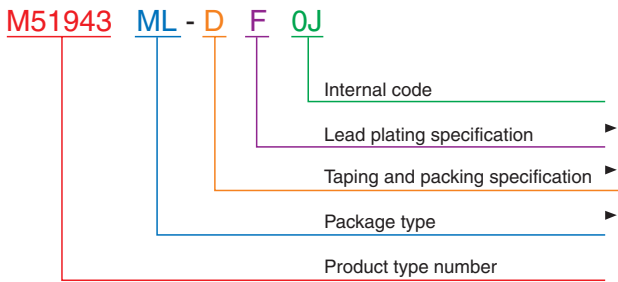 M51943 ML - D F 0J
Internal code
Lead plating specification
Taping and packing specification
Package type
Product type number